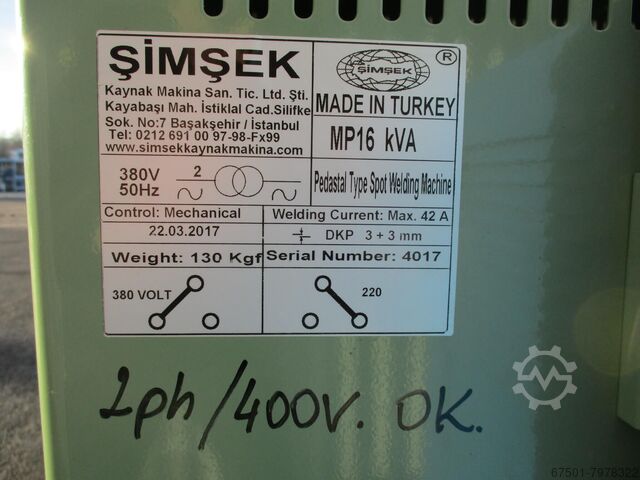 ŞİMŞEK
Kaynak Makina San. Tic. Ltd. Şti.
Kayabaşı Mah. İstiklal Cad.Silifke
Sok. No:7 Başakşehir / İstanbul
Tel: 0212 691 00 97-98-Fx99
www.simsekkaynakmakina.com
ŞİMŞEK ®
MADE IN TURKEY
MP16 kVA
380V
50Hz
2
Pedastal Type Spot Welding Machine
Control: Mechanical
22.03.2017
Welding Current: Max. 42 A
DKP 3 + 3 mm
Weight: 130 Kgf
Serial Number: 4017
380 VOLT
220
2ph/400V. OK.
67501-7978322